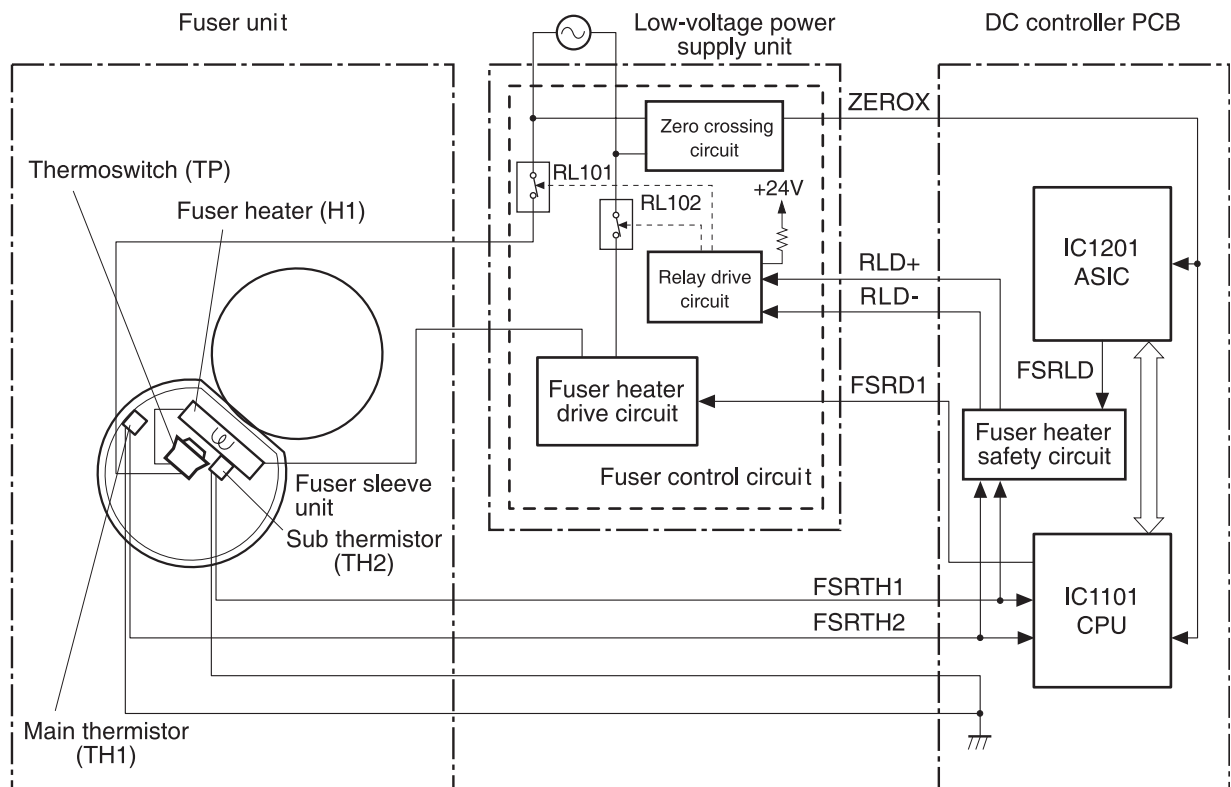 Fuser unit
Low-voltage power
supply unit
DC controller PCB
ZEROX
Zero crossing
circuit
Thermoswitch (TP)
RL101
+24V
Fuser heater (H1)
RL102
IC1201
ASIC
RLD+
Relay drive
circuit
RLD-
FSRLD
Fuser heater
drive circuit
FSRD1
Fuser heater
safety circuit
Fuser control circuit
Fuser sleeve
unit
Sub thermistor
(TH2)
FSRTH1
IC1101
CPU
FSRTH2
Main thermistor
(TH1)